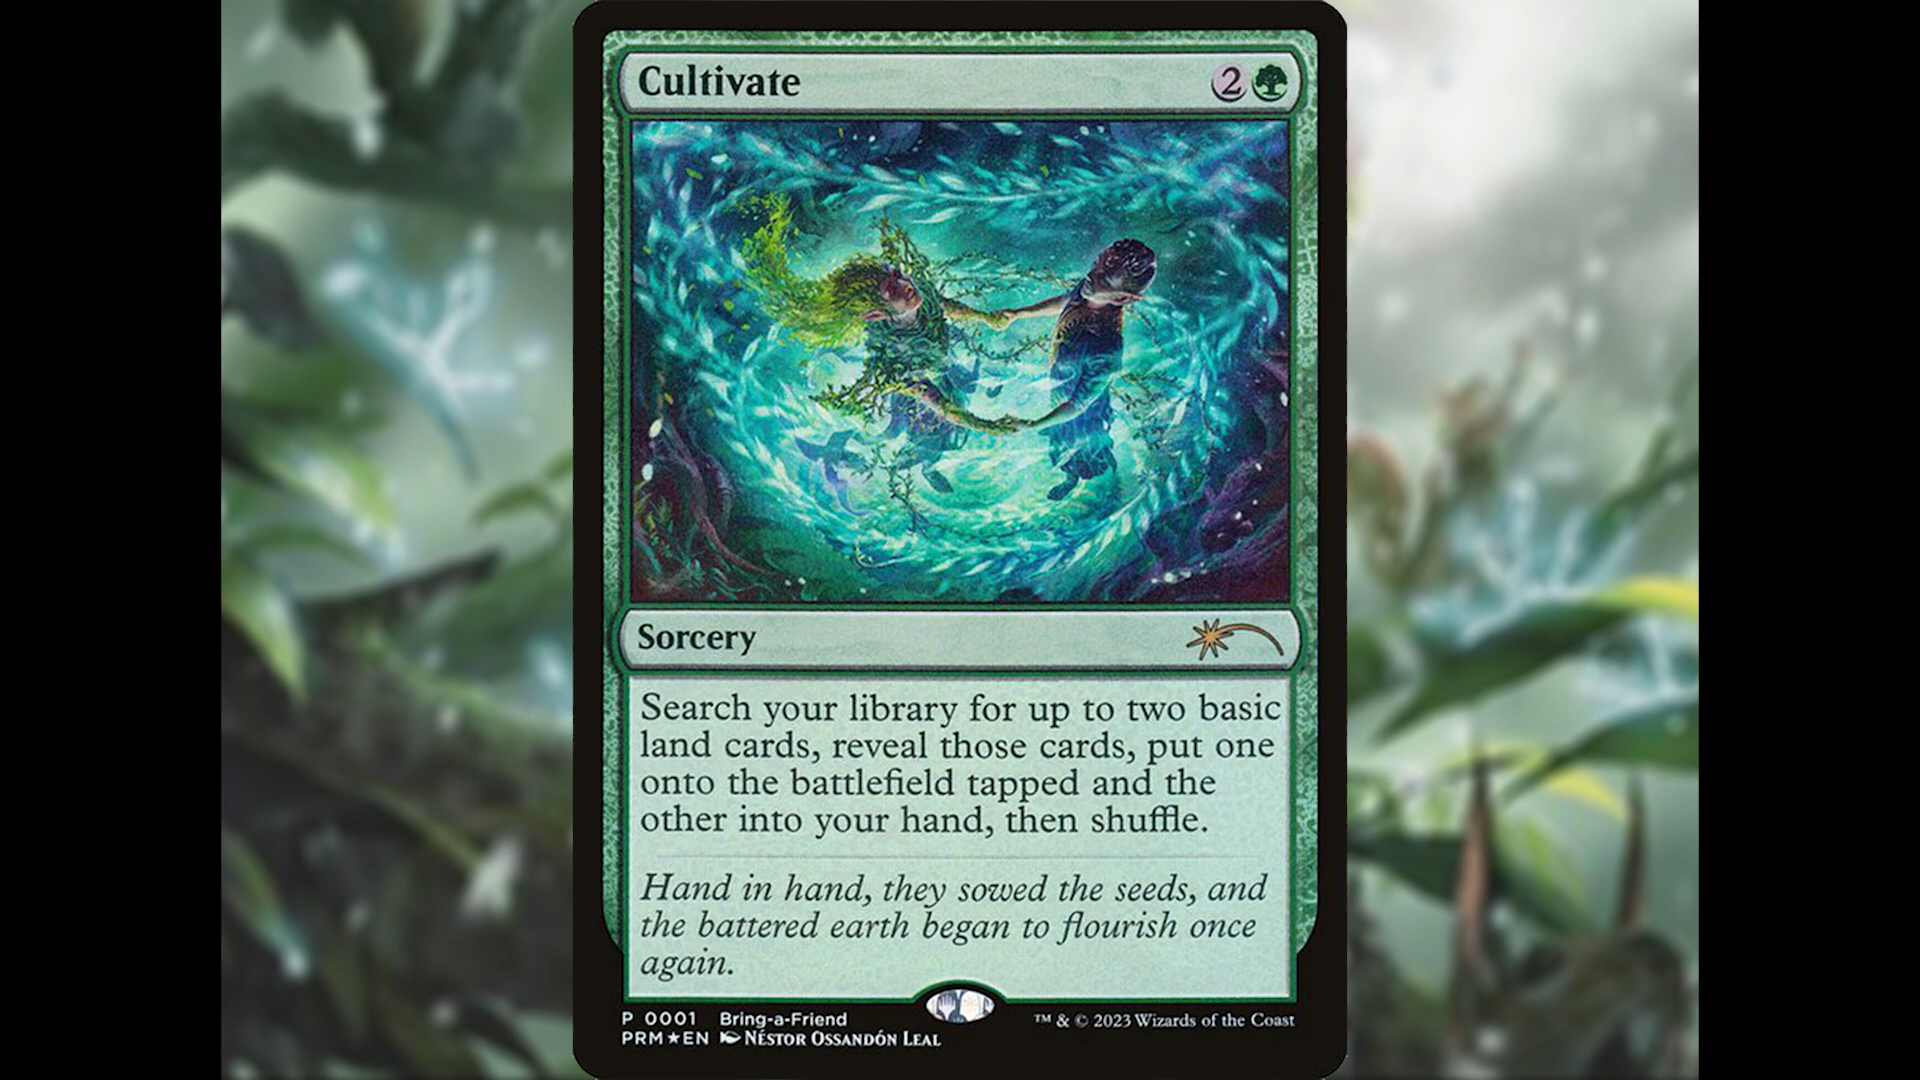 Cultivate 2
Sorcery
Search your library for up to two basic
land cards, reveal those cards, put one
onto the battlefield tapped and the
other into your hand, then shuffle.
Hand in hand, they sowed the seeds, and
the battered earth began to flourish once
again.
P 0001 Bring-a-Friend ™ & © 2023 Wizards of the Coast
PRM★EN Néstor Ossandón Leal